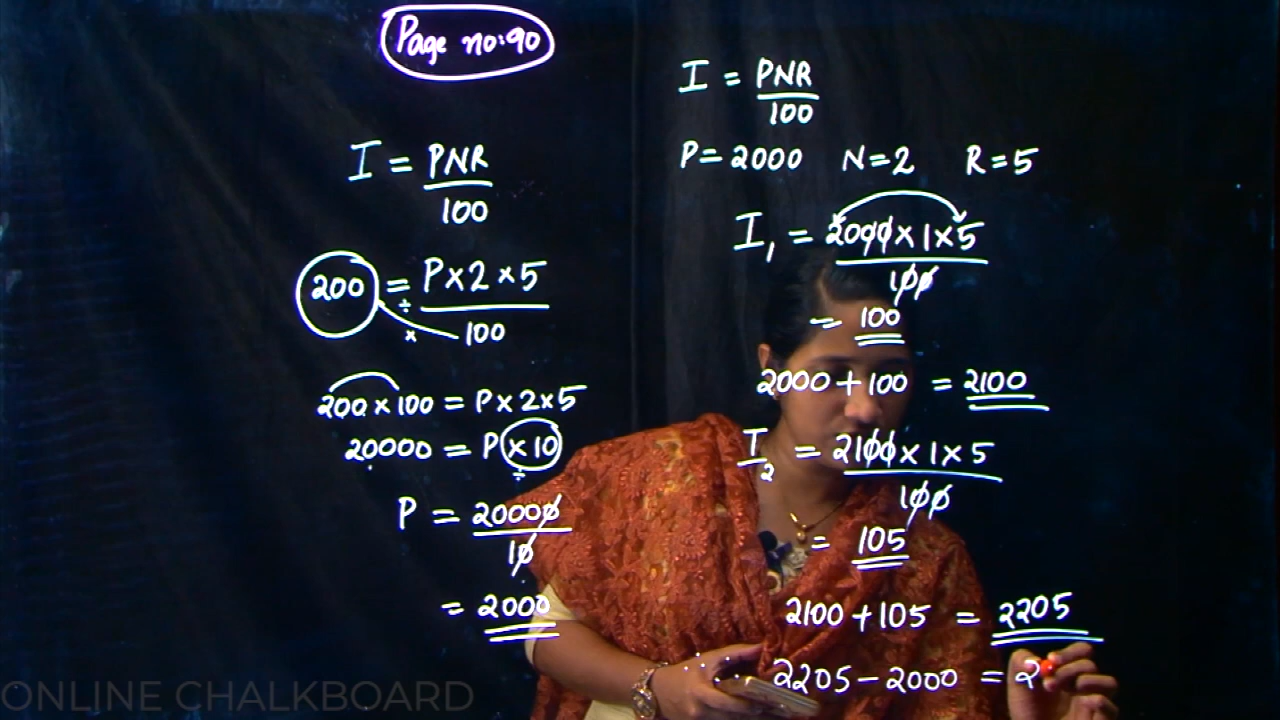 Page no:90
I = PNR
100
200 = P×2×5
÷
×
100
200×100 = P×2×5
20000 = P×10
÷
P = 20000
10
= 2000
I = PNR
100
P=2000 N=2 R=5
I₁ = 2000×1×5
100
= 100
2000+100 = 2100
I₂ = 2100×1×5
100
= 105
2100+105 = 2205
2205-2000 = 2
ONLINE CHALKBOARD